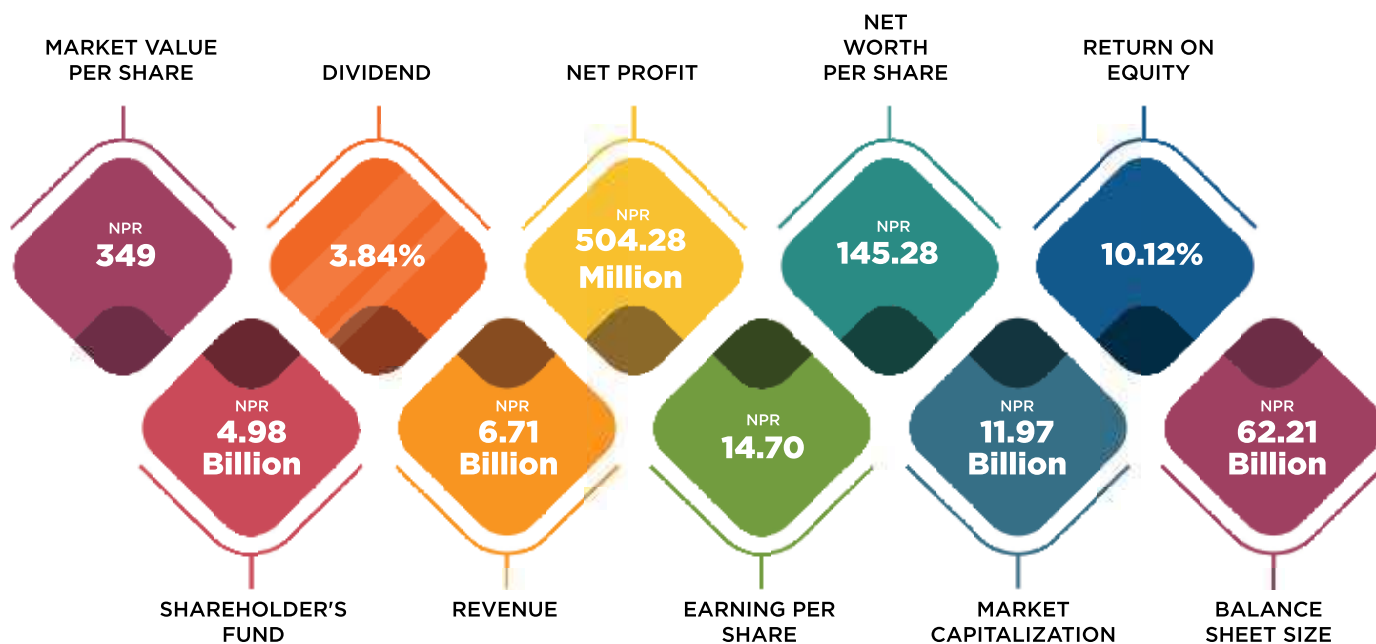 MARKET VALUE
PER SHARE
NPR
349
DIVIDEND
3.84%
NET PROFIT
NPR
504.28
Million
NET
WORTH
PER SHARE
NPR
145.28
RETURN ON
EQUITY
10.12%
NPR
4.98
Billion
SHAREHOLDER'S
FUND
NPR
6.71
Billion
REVENUE
NPR
14.70
EARNING PER
SHARE
NPR
11.97
Billion
MARKET
CAPITALIZATION
NPR
62.21
Billion
BALANCE
SHEET SIZE